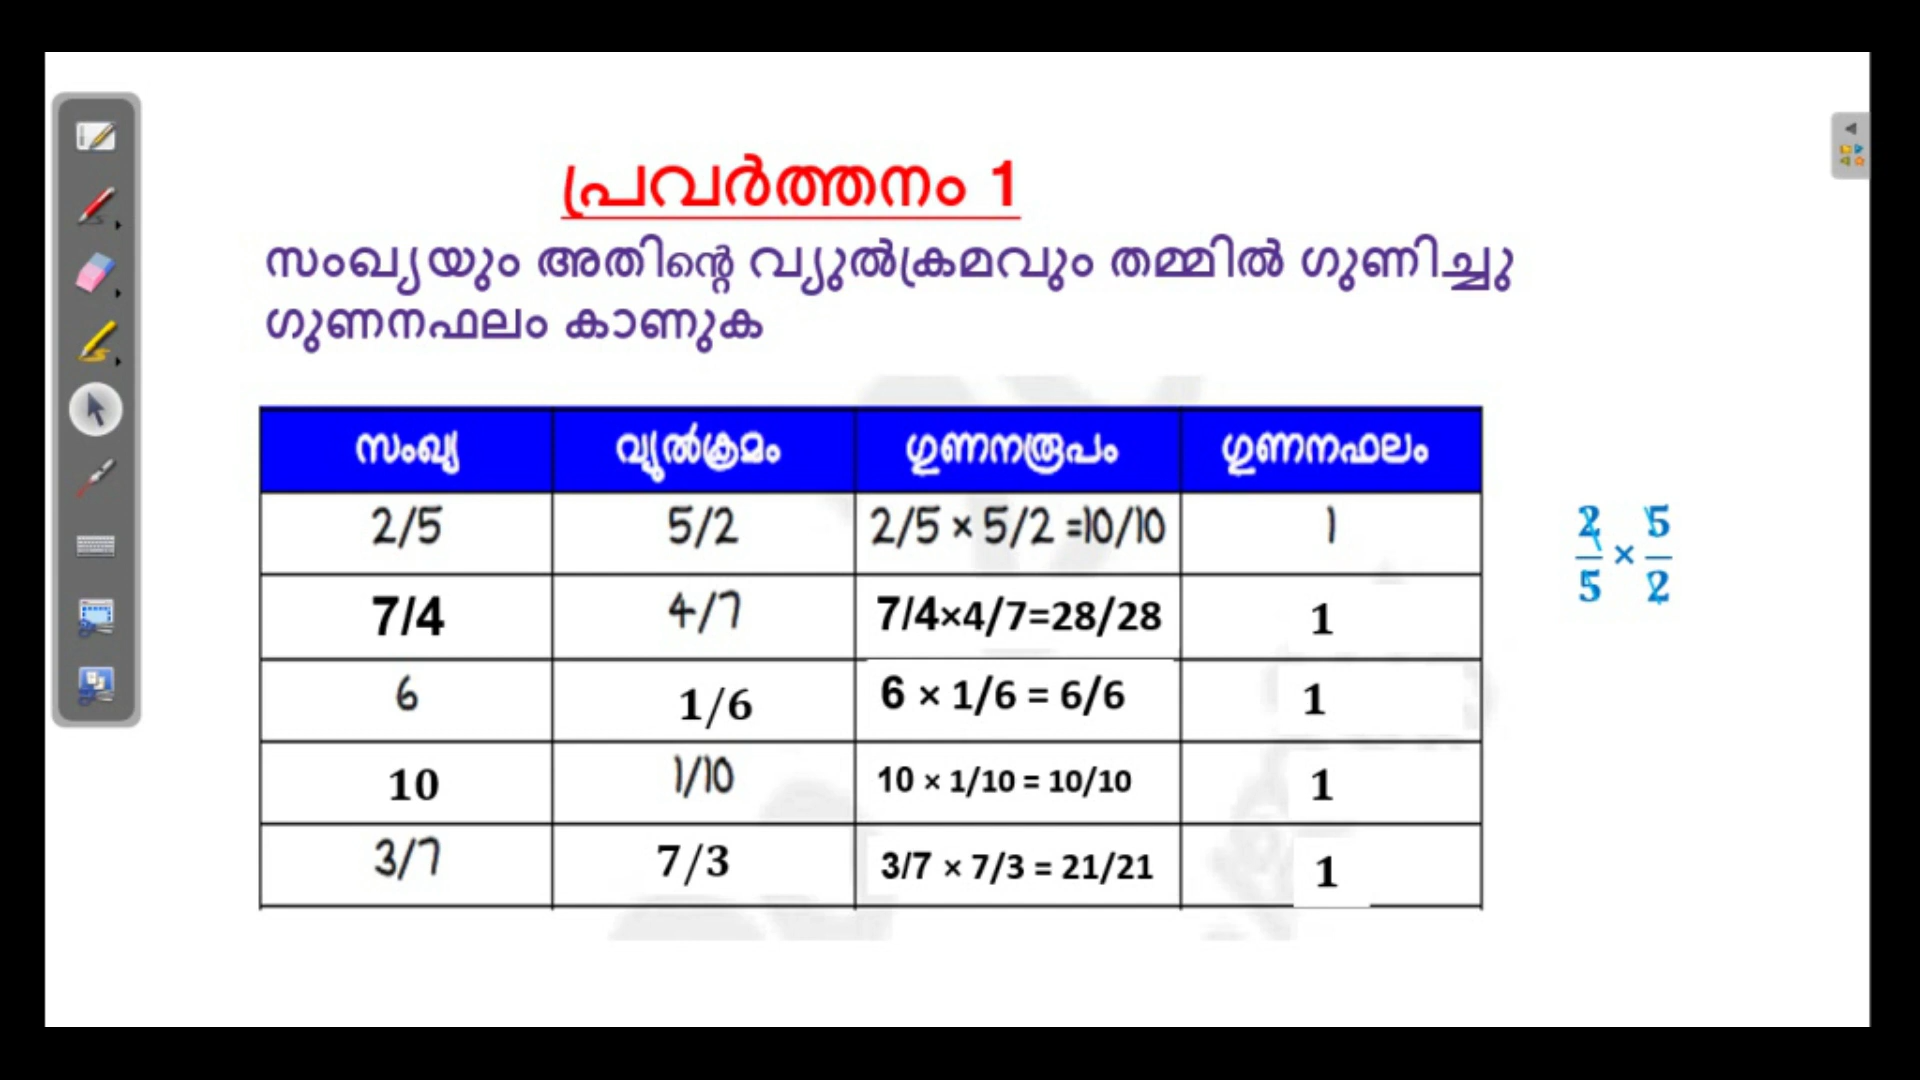 പ്രവർത്തനം 1
സംഖ്യയും അതിന്റെ വ്യുൽക്രമവും തമ്മിൽ ഗുണിച്ചു
ഗുണനഫലം കാണുക
സംഖ്യ വ്യുൽക്രമം ഗുണനരൂപം ഗുണനഫലം
2/5 5/2 2/5 × 5/2 =10/10 1
7/4 4/7 7/4×4/7=28/28 1
6 1/6 6 × 1/6 = 6/6 1
10 1/10 10 × 1/10 = 10/10 1
3/7 7/3 3/7 × 7/3 = 21/21 1
2/5 × 5/2